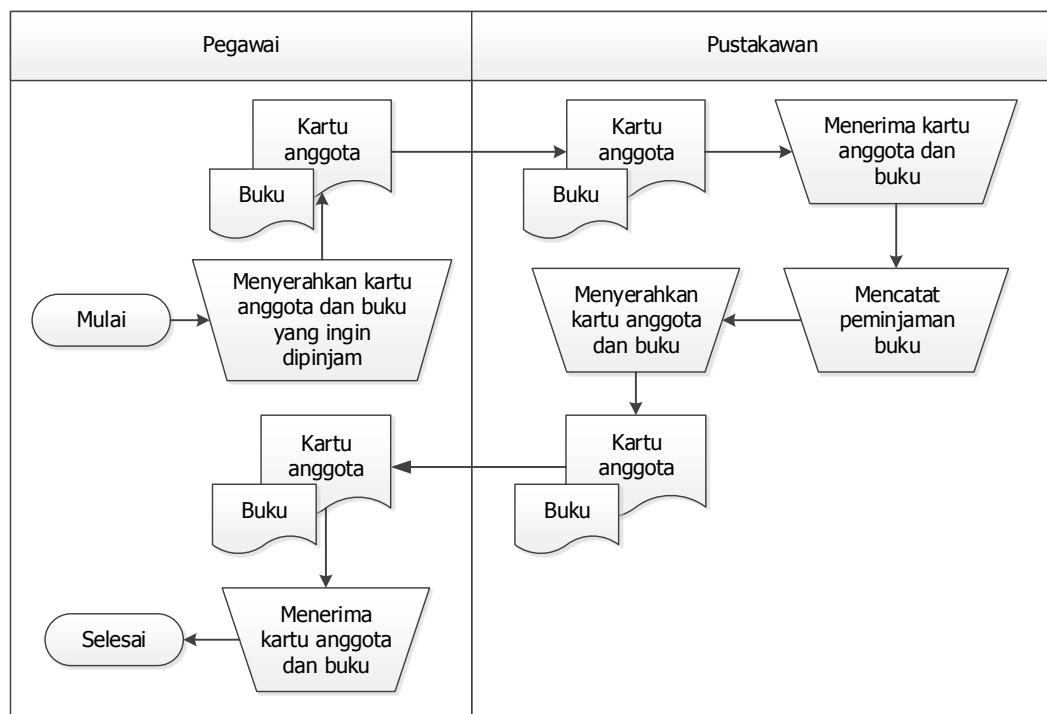 Pegawai
Pustakawan
Kartu
anggota
Buku
Kartu
anggota
Buku
Menerima kartu
anggota dan
buku
Mulai
Menyerahkan kartu
anggota dan buku
yang ingin
dipinjam
Menyerahkan
kartu anggota
dan buku
Mencatat
peminjaman
buku
Kartu
anggota
Buku
Kartu
anggota
Buku
Selesai
Menerima
kartu anggota
dan buku